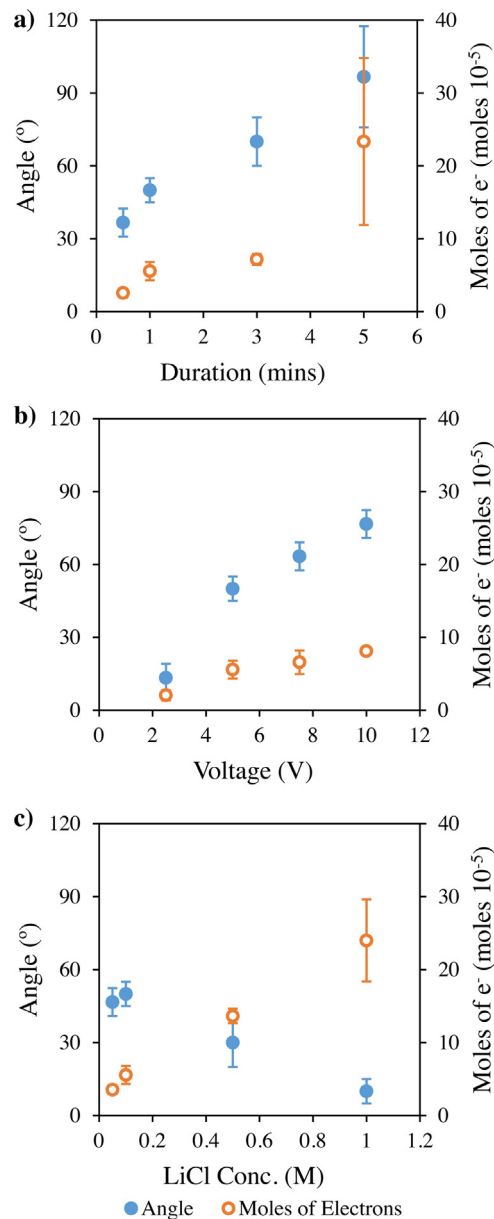 a)
120
90
60
30
0
40
30
20
10
0
Angle (º)
Moles of e⁻ (moles 10⁻⁵)
0 1 2 3 4 5 6
Duration (mins)
b)
120
90
60
30
0
40
30
20
10
0
Angle (º)
Moles of e⁻ (moles 10⁻⁵)
0 2 4 6 8 10 12
Voltage (V)
c)
120
90
60
30
0
40
30
20
10
0
Angle (º)
Moles of e⁻ (moles 10⁻⁵)
0 0.2 0.4 0.6 0.8 1 1.2
LiCl Conc. (M)
Angle Moles of Electrons